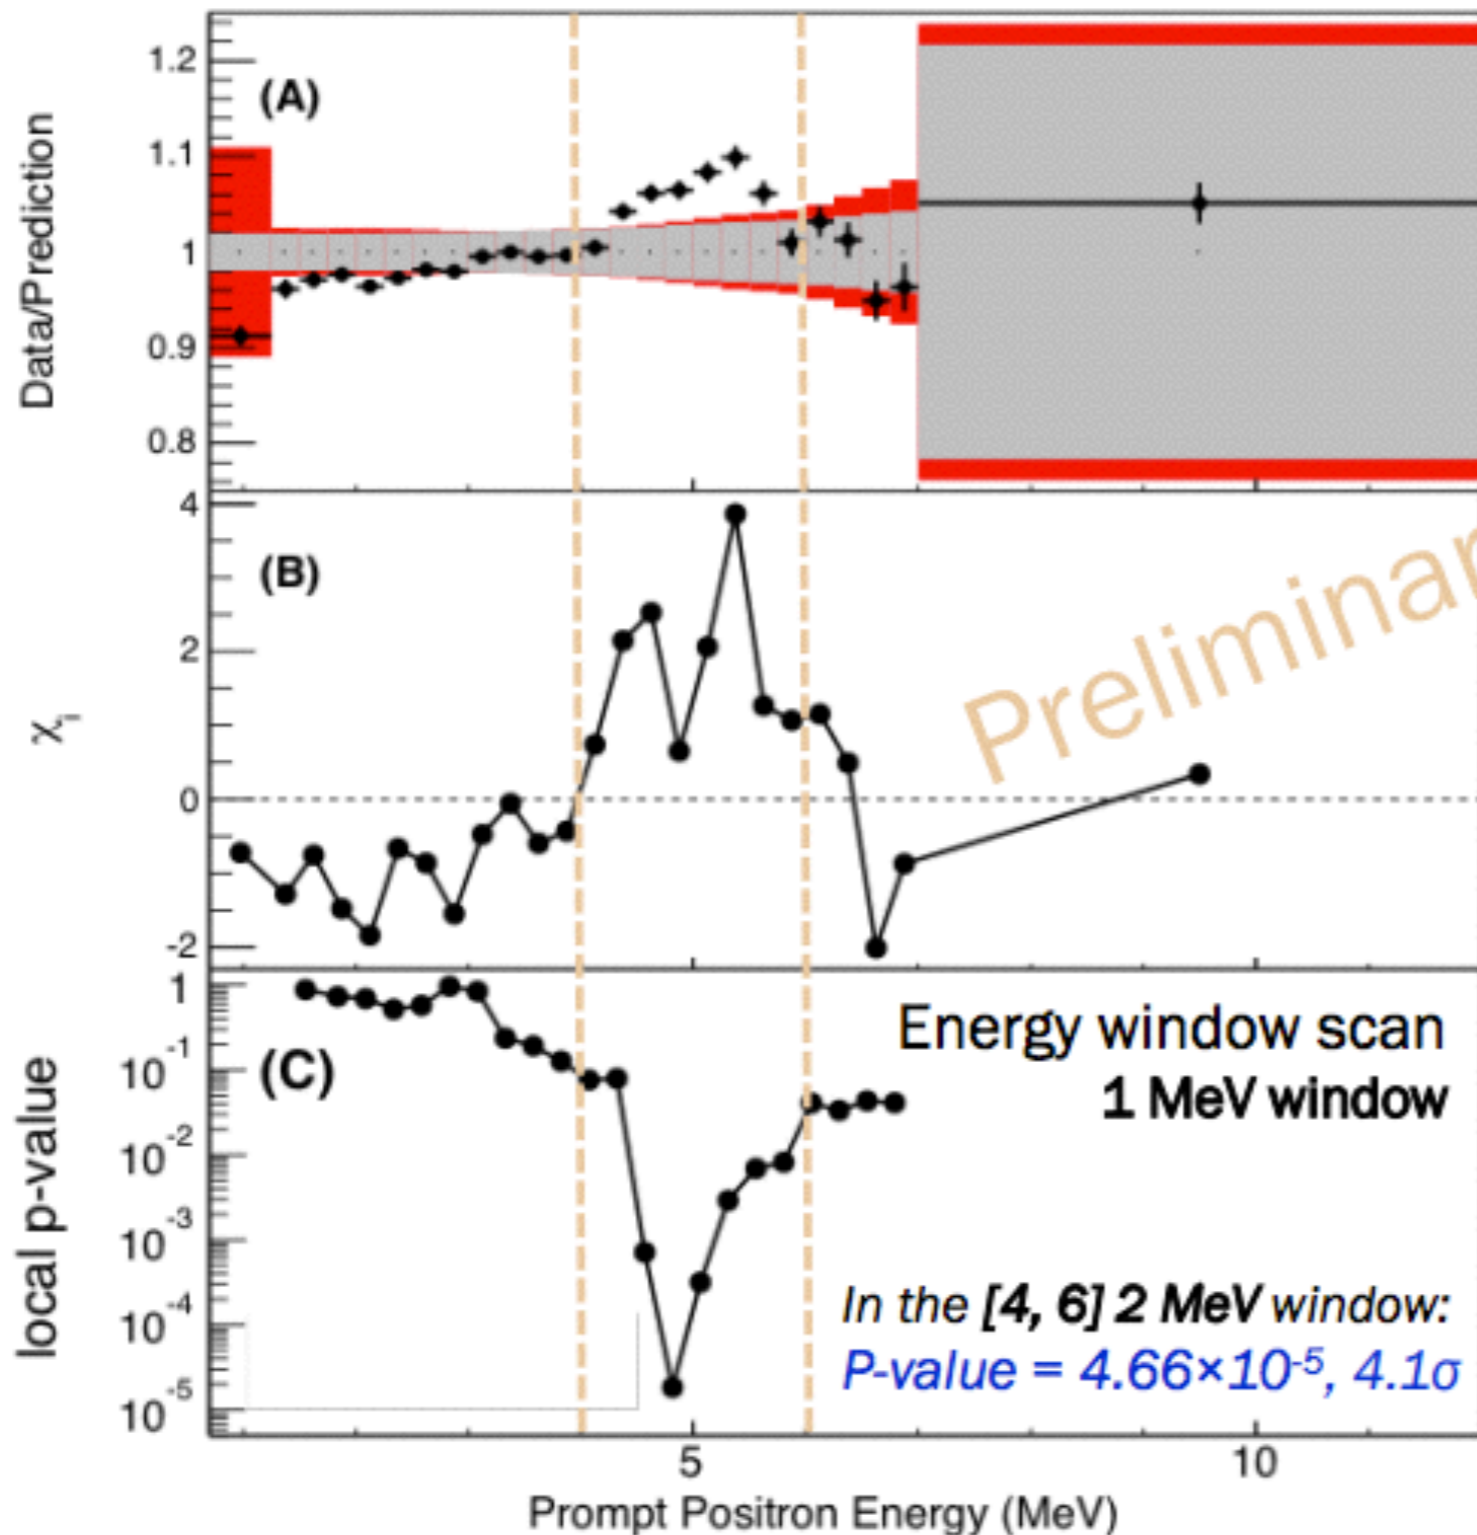 Data/Prediction
1.2
1.1
1
0.9
0.8
(A)
χi
4
2
0
-2
(B)
Preliminar
local p-value
1
10-1
10-2
10-3
10-4
10-5
(C)
Energy window scan
1 MeV window
In the [4, 6] 2 MeV window:
P-value = 4.66×10-5, 4.1σ
5
10
Prompt Positron Energy (MeV)